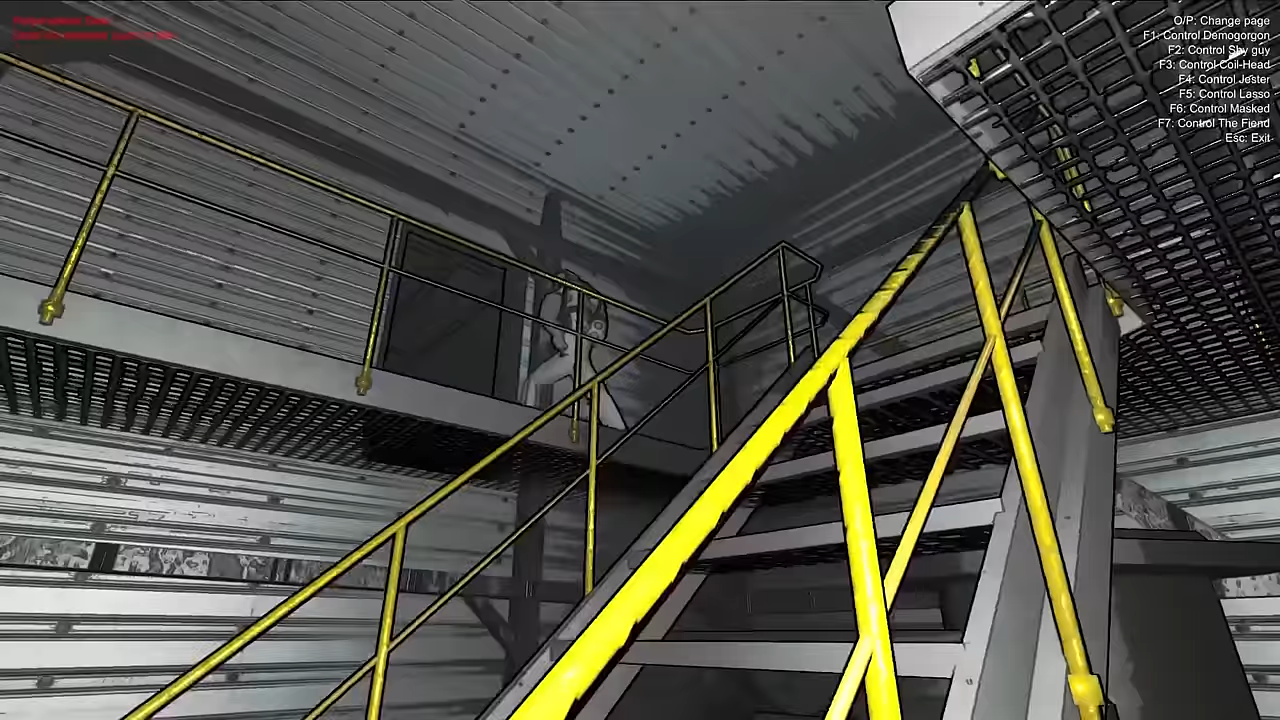 O/P: Change page
F1: Control Demogorgon
F2: Control Shy guy
F3: Control Coil-Head
F4: Control Jester
F5: Control Lasso
F6: Control Masked
F7: Control The Fiend
Esc: Exit